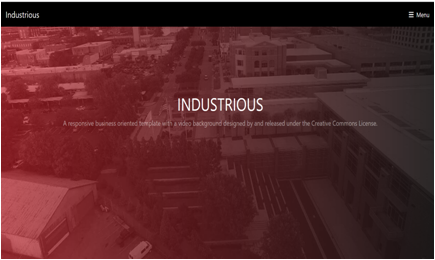 Industrious
☰ Menu
INDUSTRIOUS
A responsive business oriented template with a video background designed by and released under the Creative Commons License.